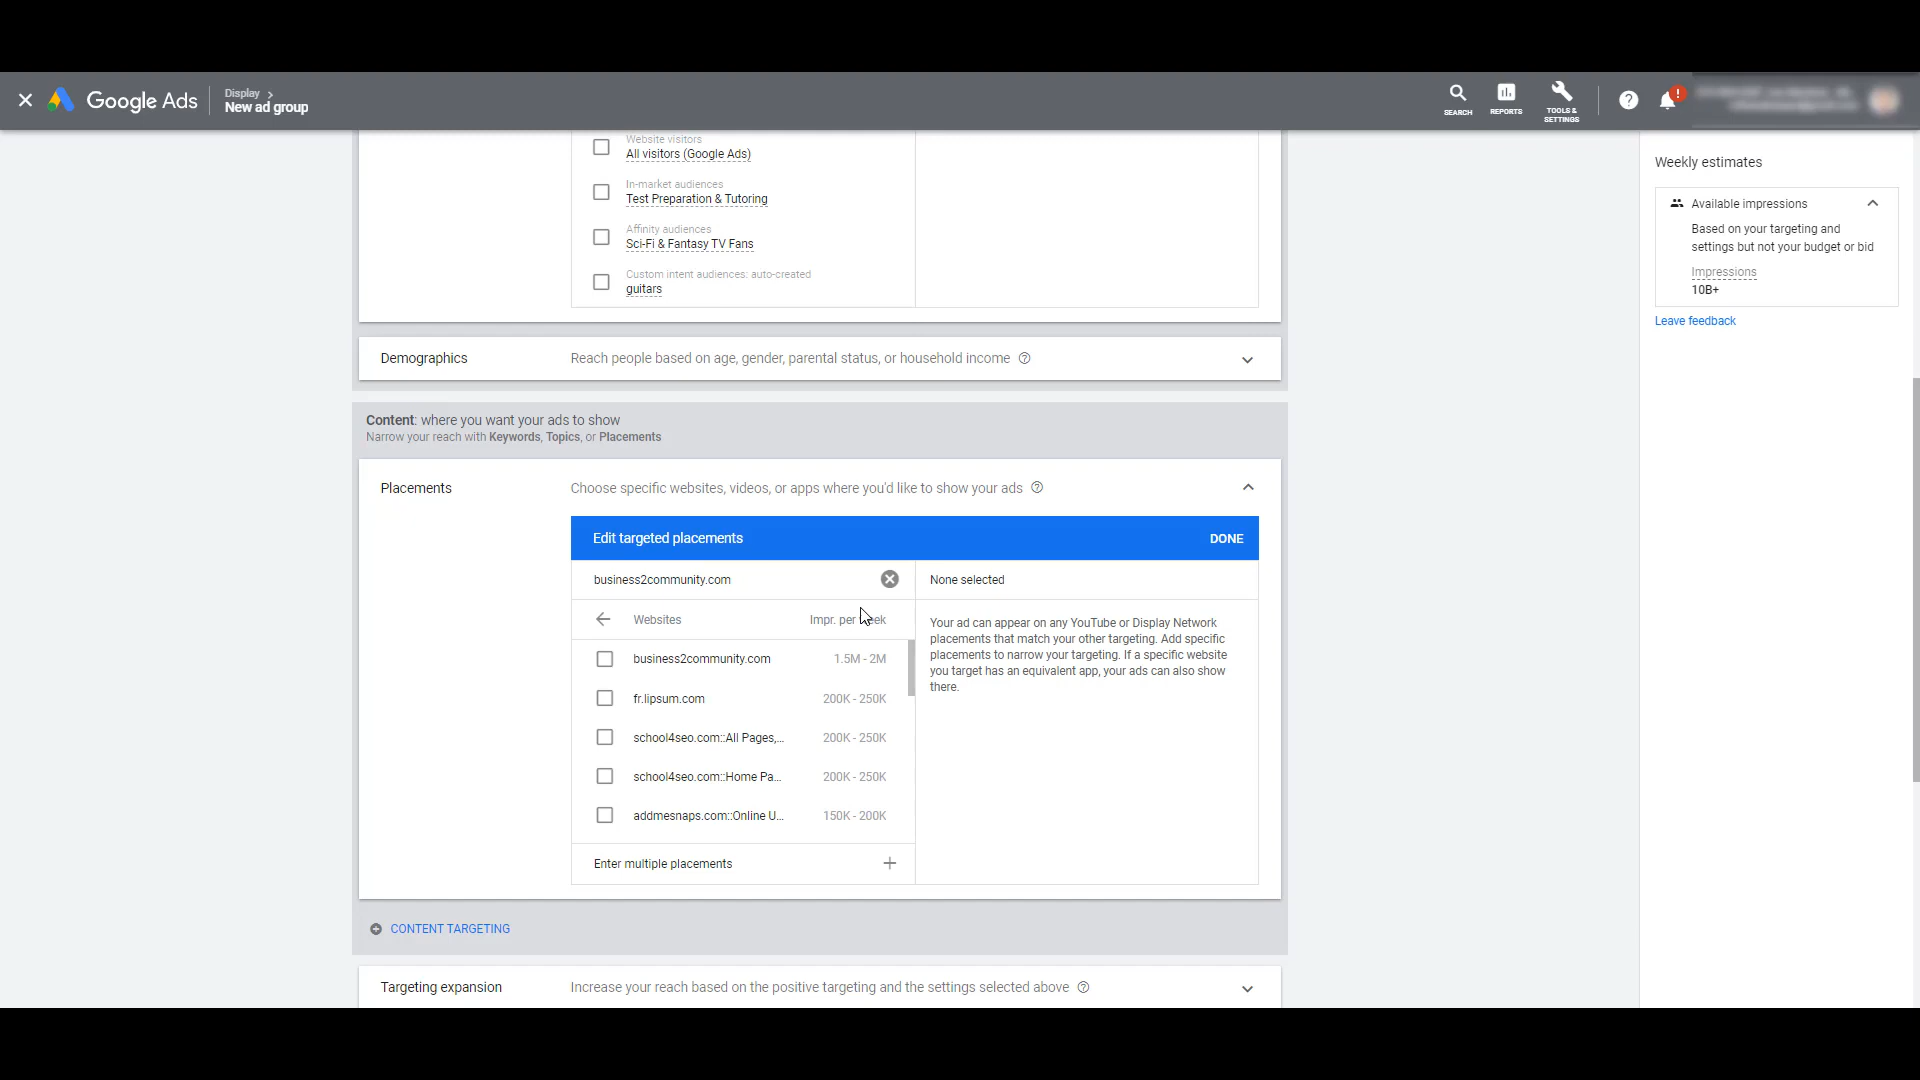 Google Ads
Display >
New ad group
SEARCH
REPORTS
TOOLS &
SETTINGS
?
!
Website visitors
All visitors (Google Ads)
In-market audiences
Test Preparation & Tutoring
Affinity audiences
Sci-Fi & Fantasy TV Fans
Custom intent audiences: auto-created
guitars
Demographics
Reach people based on age, gender, parental status, or household income
Content: where you want your ads to show
Narrow your reach with Keywords, Topics, or Placements
Placements
Choose specific websites, videos, or apps where you'd like to show your ads
Edit targeted placements
DONE
business2community.com
Websites
Impr. per
business2community.com
1.5M - 2M
fr.lipsum.com
200K - 250K
school4seo.com::All Pages,...
200K - 250K
school4seo.com::Home Pa...
200K - 250K
addmesnaps.com::Online U...
150K - 200K
Enter multiple placements
None selected
Your ad can appear on any YouTube or Display Network
placements that match your other targeting. Add specific
placements to narrow your targeting. If a specific website
you target has an equivalent app, your ads can also show
there.
CONTENT TARGETING
Targeting expansion
Increase your reach based on the positive targeting and the settings selected above
Weekly estimates
Available impressions
Based on your targeting and
settings but not your budget or bid
Impressions
10B+
Leave feedback